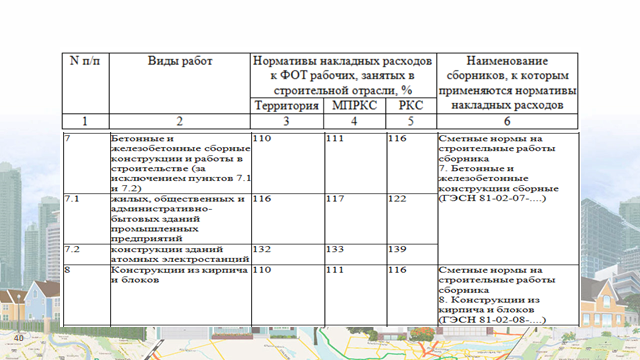 N п/п
Виды работ
Нормативы накладных расходов
к ФОТ рабочих, занятых в
строительной отрасли, %
Наименование
сборников, к которым
применяются нормативы
накладных расходов
Территория
МПРКС
РКС
1
2
3
4
5
6
7
Бетонные и
железобетонные сборные
конструкции и работы в
строительстве (за
исключением пунктов 7.1
и 7.2)
110
111
116
Сметные нормы на
строительные работы
сборника
7. Бетонные и
железобетонные
конструкции сборные
(ГЭСН 81-02-07-....)
7.1
жилых, общественных и
административно-
бытовых зданий
промышленных
предприятий
116
117
122
7.2
конструкции зданий
атомных электростанций
132
133
139
8
Конструкции из кирпича
и блоков
110
111
116
Сметные нормы на
строительные работы
сборника
8. Конструкции из
кирпича и блоков
(ГЭСН 81-02-08-....)
40